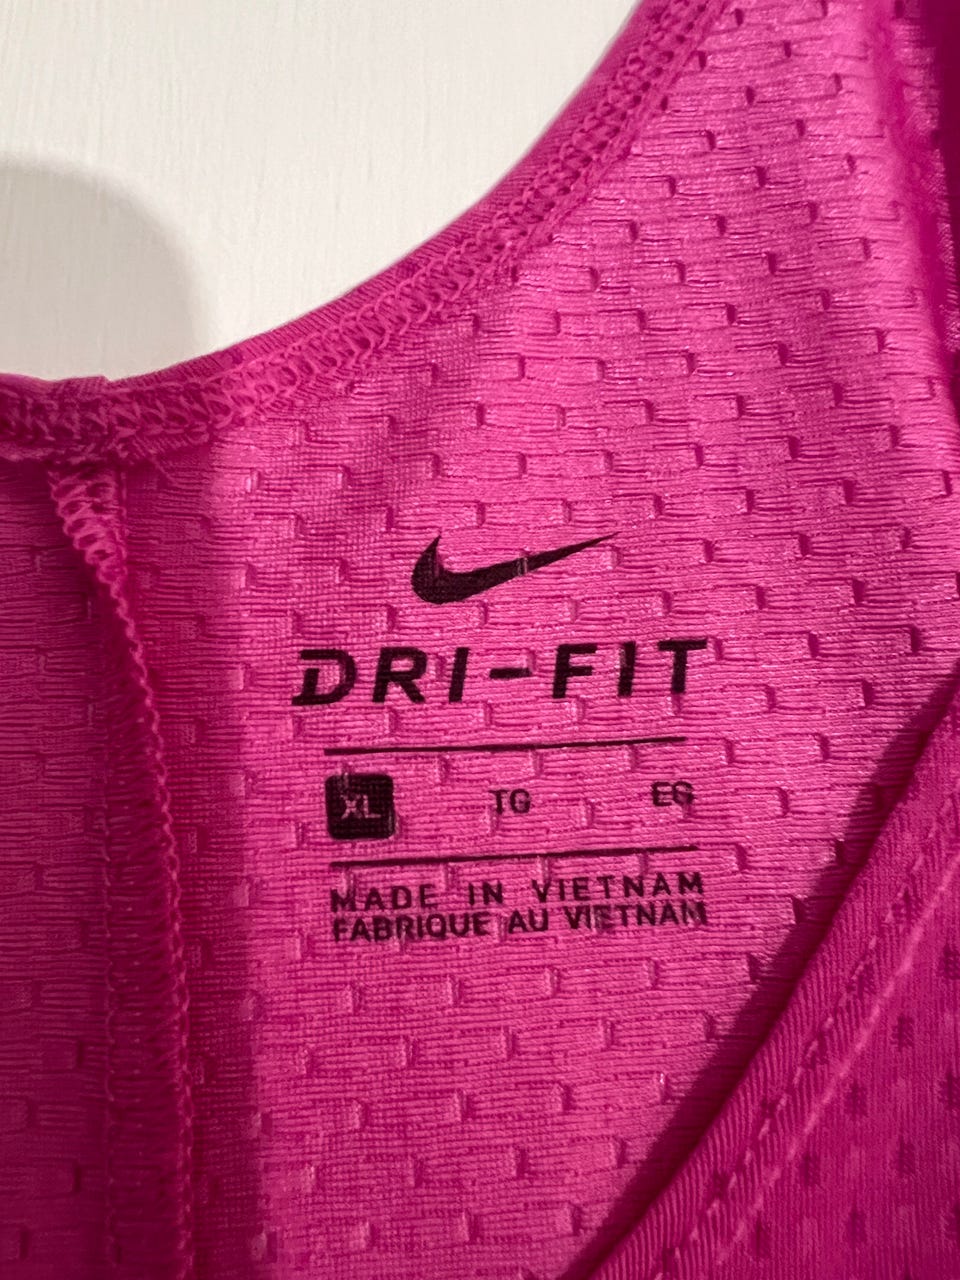 DRI-FIT
XL TG EG
MADE IN VIETNAM
FABRIQUE AU VIETNAM